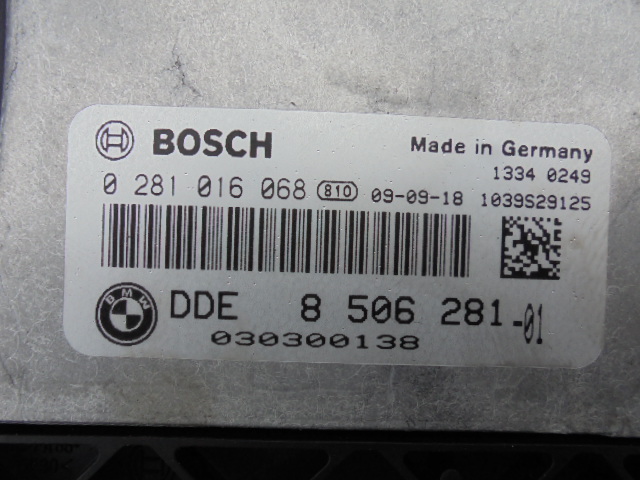 BOSCH
Made in Germany
1334 0249
0 281 016 068 810 09-09-18 1039S29125
BMW
DDE 8 506 281-01
030300138